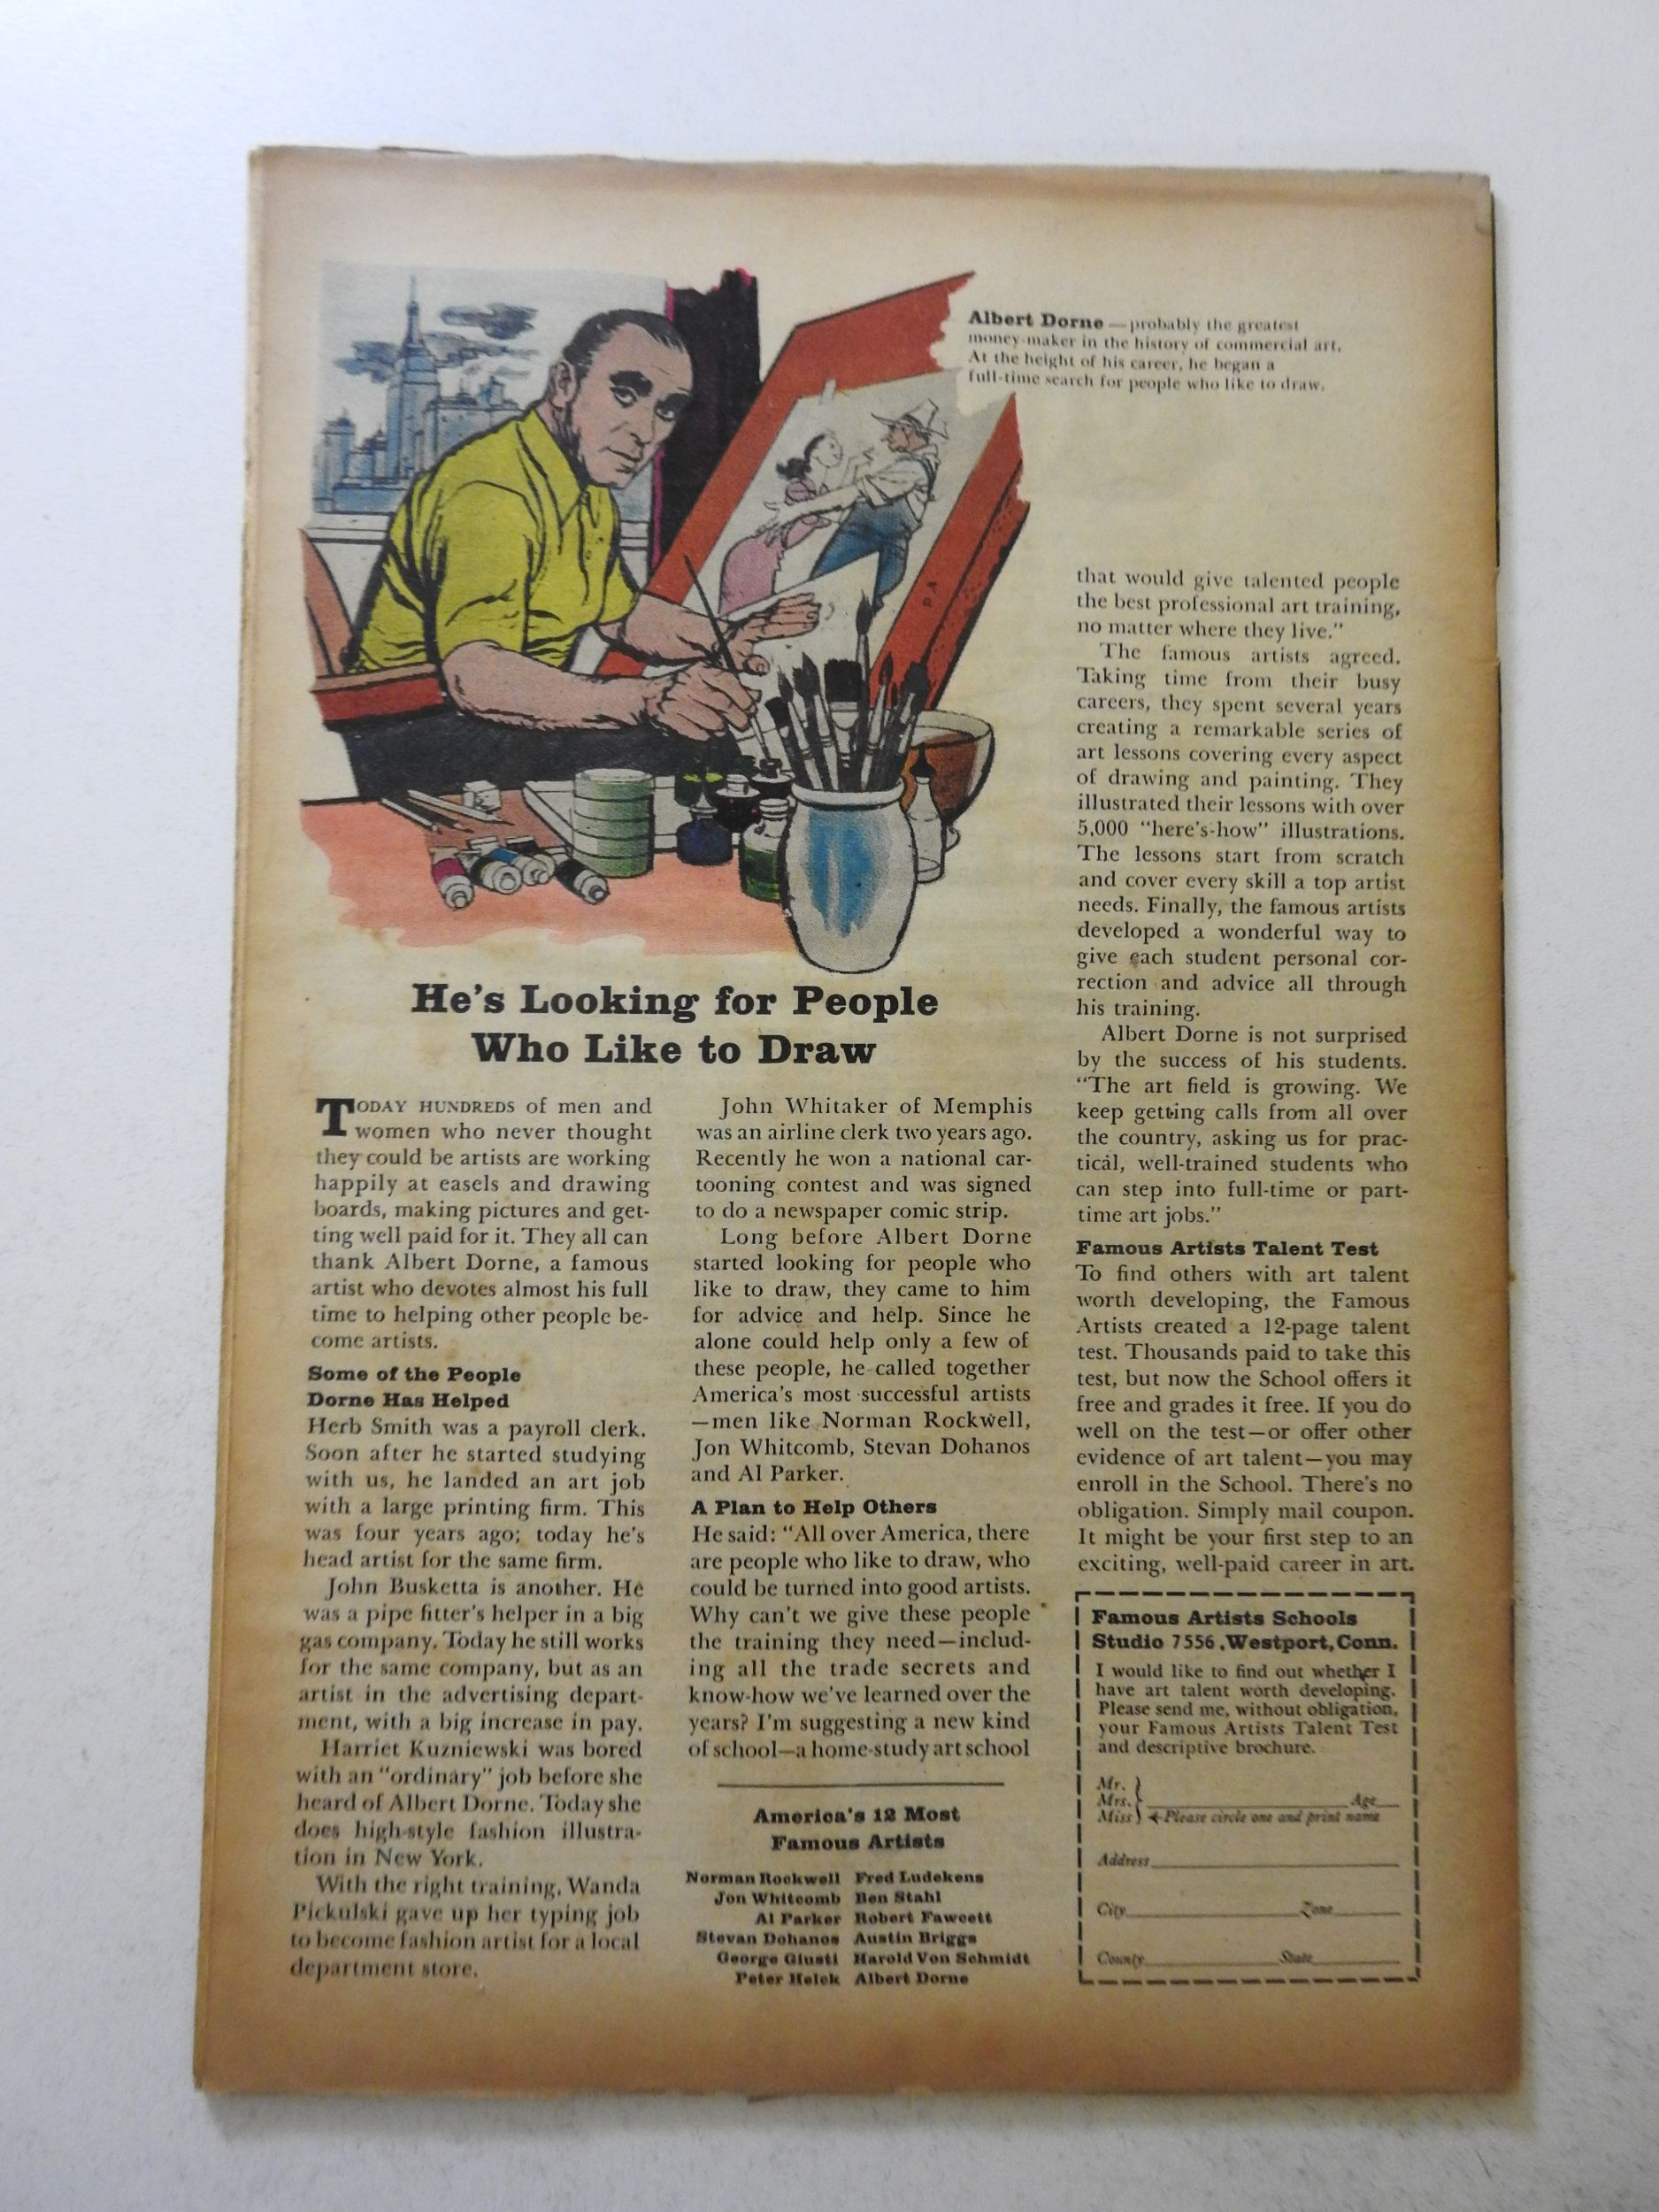 Albert Dorne — probably the greatest
money-maker in the history of commercial art.
At the height of his career, he began a
full-time search for people who like to draw.
He's Looking for People
Who Like to Draw
TODAY HUNDREDS of men and
women who never thought
they could be artists are working
happily at easels and drawing
boards, making pictures and get-
ting well paid for it. They all can
thank Albert Dorne, a famous
artist who devotes almost his full
time to helping other people be-
come artists.
Some of the People
Dorne Has Helped
Herb Smith was a payroll clerk.
Soon after he started studying
with us, he landed an art job
with a large printing firm. This
was four years ago; today he's
head artist for the same firm.
John Busketta is another. He
was a pipe fitter's helper in a big
gas company. Today he still works
for the same company, but as an
artist in the advertising depart-
ment, with a big increase in pay.
Harriet Kuzniewski was bored
with an "ordinary" job before she
heard of Albert Dorne. Today she
does high-style fashion illustra-
tion in New York.
With the right training, Wanda
Pickulski gave up her typing job
to become fashion artist for a local
department store.
John Whitaker of Memphis
was an airline clerk two years ago.
Recently he won a national car-
tooning contest and was signed
to do a newspaper comic strip.
Long before Albert Dorne
started looking for people who
like to draw, they came to him
for advice and help. Since he
alone could help only a few of
these people, he called together
America's most successful artists
—men like Norman Rockwell,
Jon Whitcomb, Stevan Dohanos
and Al Parker.
A Plan to Help Others
He said: "All over America, there
are people who like to draw, who
could be turned into good artists.
Why can't we give these people
the training they need—includ-
ing all the trade secrets and
know-how we've learned over the
years? I'm suggesting a new kind
of school—a home-study art school
America's 12 Most
Famous Artists
Norman Rockwell Fred Ludekens
Jon Whitcomb Ben Stahl
Al Parker Robert Fawcett
Stevan Dohanos Austin Briggs
George Giusti Harold Von Schmidt
Peter Helck Albert Dorne
that would give talented people
the best professional art training,
no matter where they live."
The famous artists agreed.
Taking time from their busy
careers, they spent several years
creating a remarkable series of
art lessons covering every aspect
of drawing and painting. They
illustrated their lessons with over
5,000 "here's-how" illustrations.
The lessons start from scratch
and cover every skill a top artist
needs. Finally, the famous artists
developed a wonderful way to
give each student personal cor-
rection and advice all through
his training.
Albert Dorne is not surprised
by the success of his students.
"The art field is growing. We
keep getting calls from all over
the country, asking us for prac-
tical, well-trained students who
can step into full-time or part-
time art jobs."
Famous Artists Talent Test
To find others with art talent
worth developing, the Famous
Artists created a 12-page talent
test. Thousands paid to take this
test, but now the School offers it
free and grades it free. If you do
well on the test—or offer other
evidence of art talent—you may
enroll in the School. There's no
obligation. Simply mail coupon.
It might be your first step to an
exciting, well-paid career in art.
Famous Artists Schools
Studio 7556, Westport, Conn.
I would like to find out whether I
have art talent worth developing.
Please send me, without obligation,
your Famous Artists Talent Test
and descriptive brochure.
Mr.
Mrs. Age
Miss ←Please circle one and print name
Address
City Zone
County State